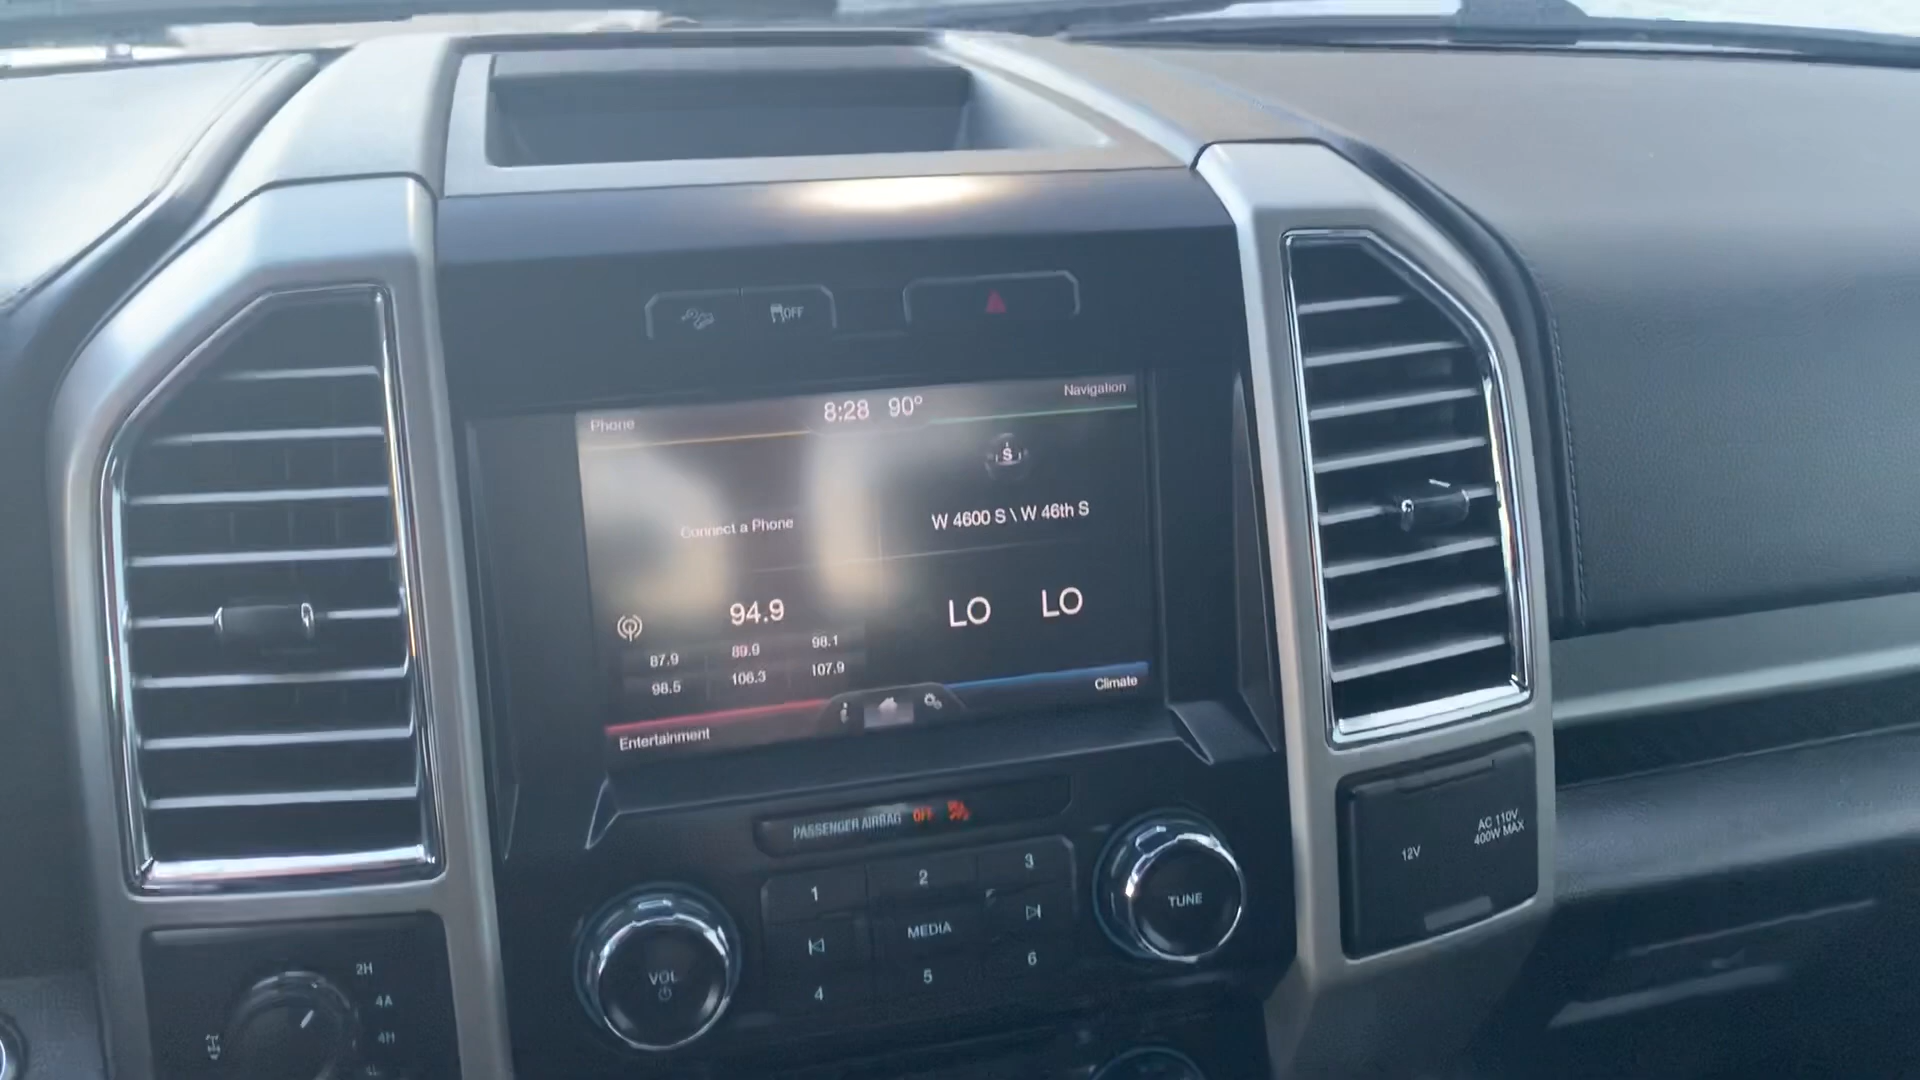 OFF
Phone
8:28 90°
Navigation
S
Connect a Phone
W 4600 S \ W 46th S
94.9
87.9 89.9 98.1
98.5 106.3 107.9
LO LO
Entertainment
Climate
PASSENGER AIRBAG OFF
1 2 3
MEDIA
4 5 6
VOL
TUNE
12V
AC 110V
400W MAX
2H
4A
4H